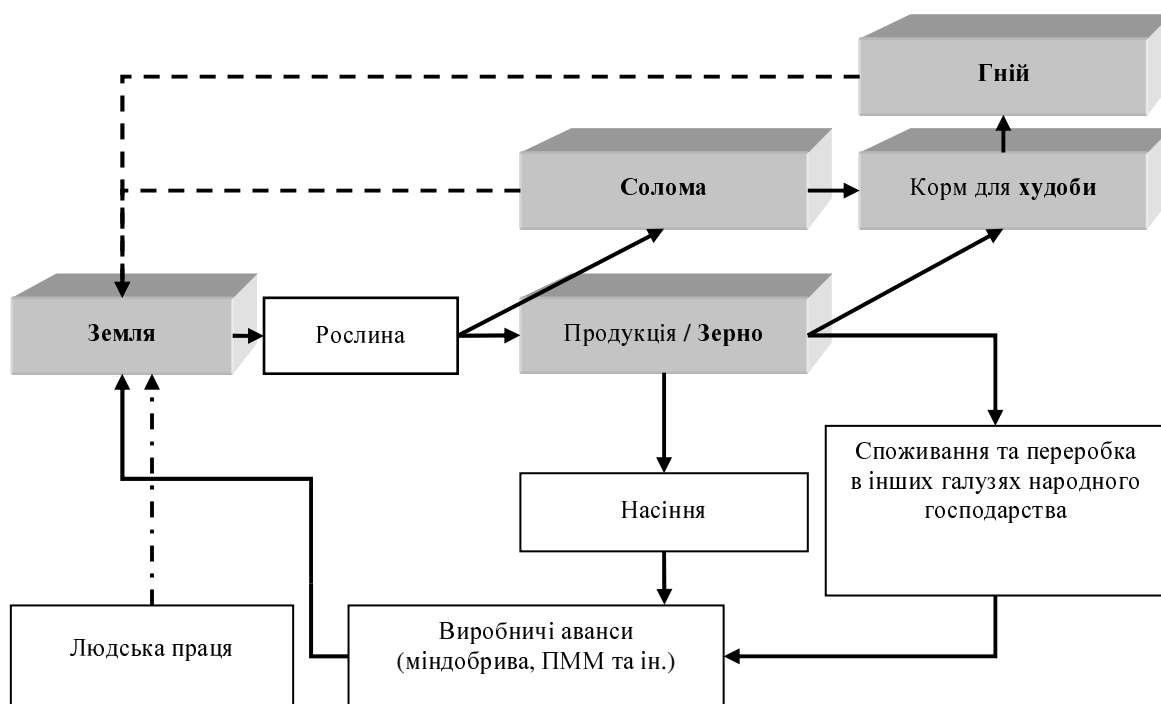 Гній
Солома
Корм для худоби
Земля
Рослина
Продукція / Зерно
Споживання та переробка
в інших галузях народного
господарства
Насіння
Людська праця
Виробничі аванси
(міндобрива, ПММ та ін.)